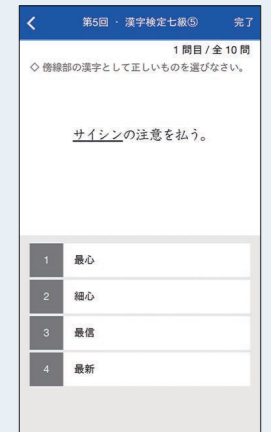 第5回・漢字検定七級⑤ 完了
1問目/全10問
◇ 傍線部の漢字として正しいものを選びなさい。
サイシンの注意を払う。
1 最心
2 細心
3 最信
4 最新